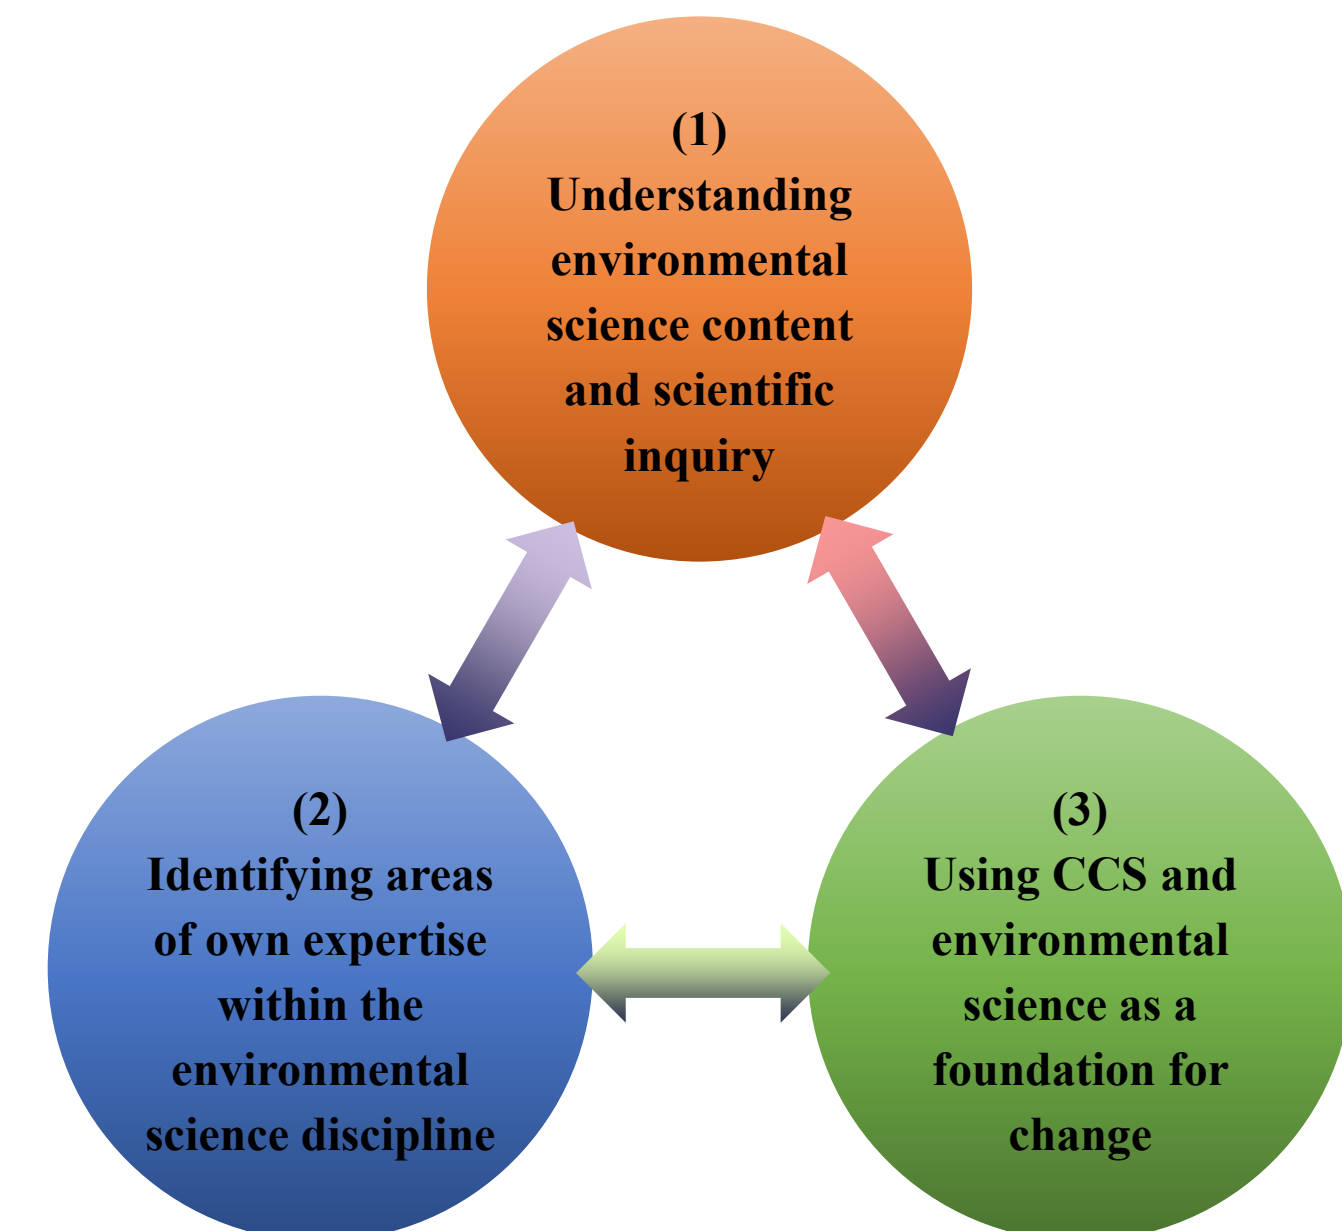 (1)
Understanding
environmental
science content
and scientific
inquiry
(2)
Identifying areas
of own expertise
within the
environmental
science discipline
(3)
Using CCS and
environmental
science as a
foundation for
change